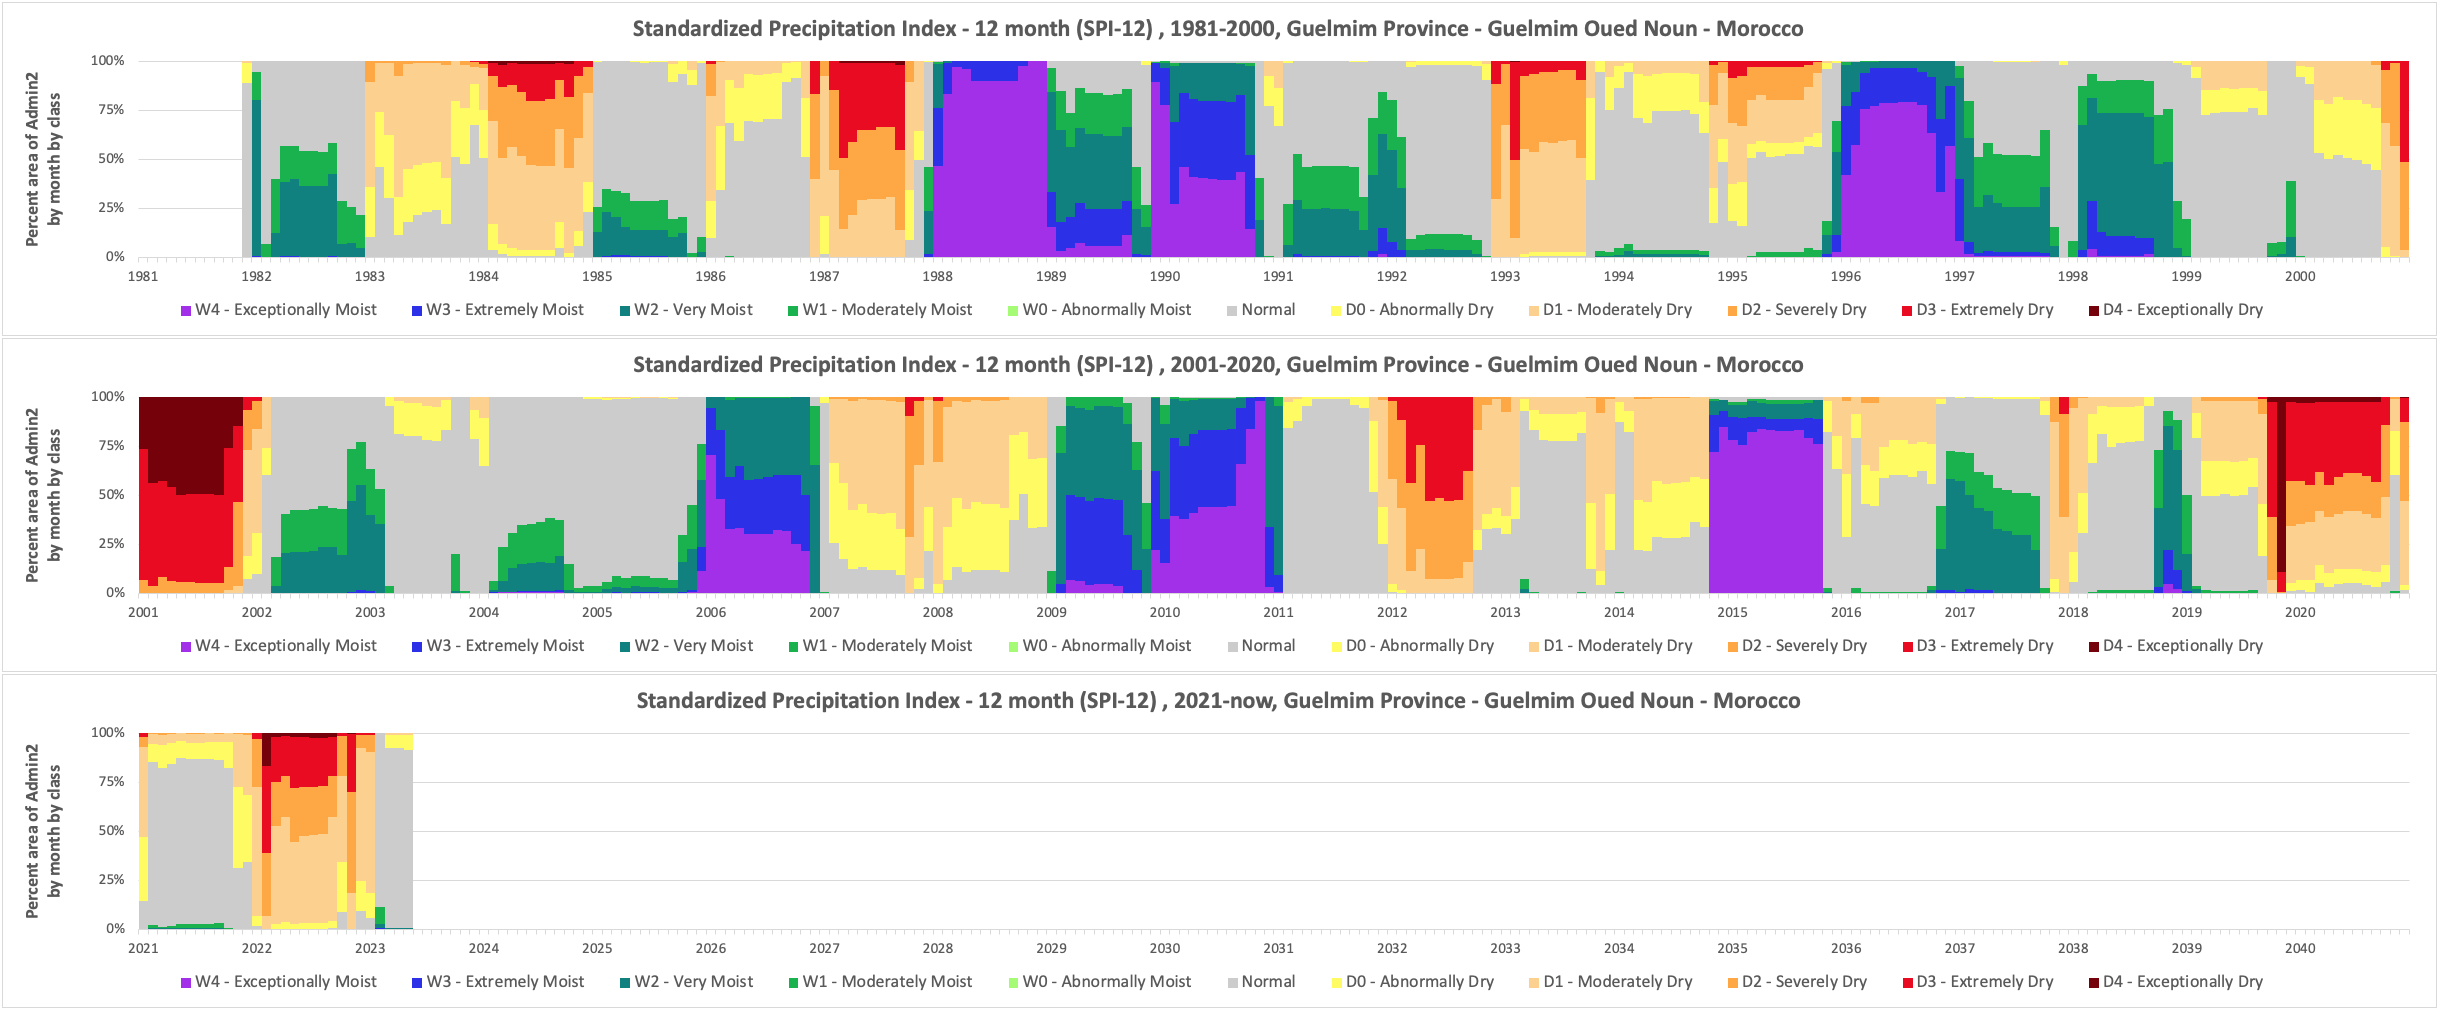 Standardized Precipitation Index - 12 month (SPI-12) , 1981-2000, Guelmim Province - Guelmim Oued Noun - Morocco
Percent area of Admin2
by month by class
100%
75%
50%
25%
0%
1981 1982 1983 1984 1985 1986 1987 1988 1989 1990 1991 1992 1993 1994 1995 1996 1997 1998 1999 2000
W4 - Exceptionally Moist W3 - Extremely Moist W2 - Very Moist W1 - Moderately Moist W0 - Abnormally Moist Normal D0 - Abnormally Dry D1 - Moderately Dry D2 - Severely Dry D3 - Extremely Dry D4 - Exceptionally Dry
Standardized Precipitation Index - 12 month (SPI-12) , 2001-2020, Guelmim Province - Guelmim Oued Noun - Morocco
Percent area of Admin2
by month by class
100%
75%
50%
25%
0%
2001 2002 2003 2004 2005 2006 2007 2008 2009 2010 2011 2012 2013 2014 2015 2016 2017 2018 2019 2020
W4 - Exceptionally Moist W3 - Extremely Moist W2 - Very Moist W1 - Moderately Moist W0 - Abnormally Moist Normal D0 - Abnormally Dry D1 - Moderately Dry D2 - Severely Dry D3 - Extremely Dry D4 - Exceptionally Dry
Standardized Precipitation Index - 12 month (SPI-12) , 2021-now, Guelmim Province - Guelmim Oued Noun - Morocco
Percent area of Admin2
by month by class
100%
75%
50%
25%
0%
2021 2022 2023 2024 2025 2026 2027 2028 2029 2030 2031 2032 2033 2034 2035 2036 2037 2038 2039 2040
W4 - Exceptionally Moist W3 - Extremely Moist W2 - Very Moist W1 - Moderately Moist W0 - Abnormally Moist Normal D0 - Abnormally Dry D1 - Moderately Dry D2 - Severely Dry D3 - Extremely Dry D4 - Exceptionally Dry